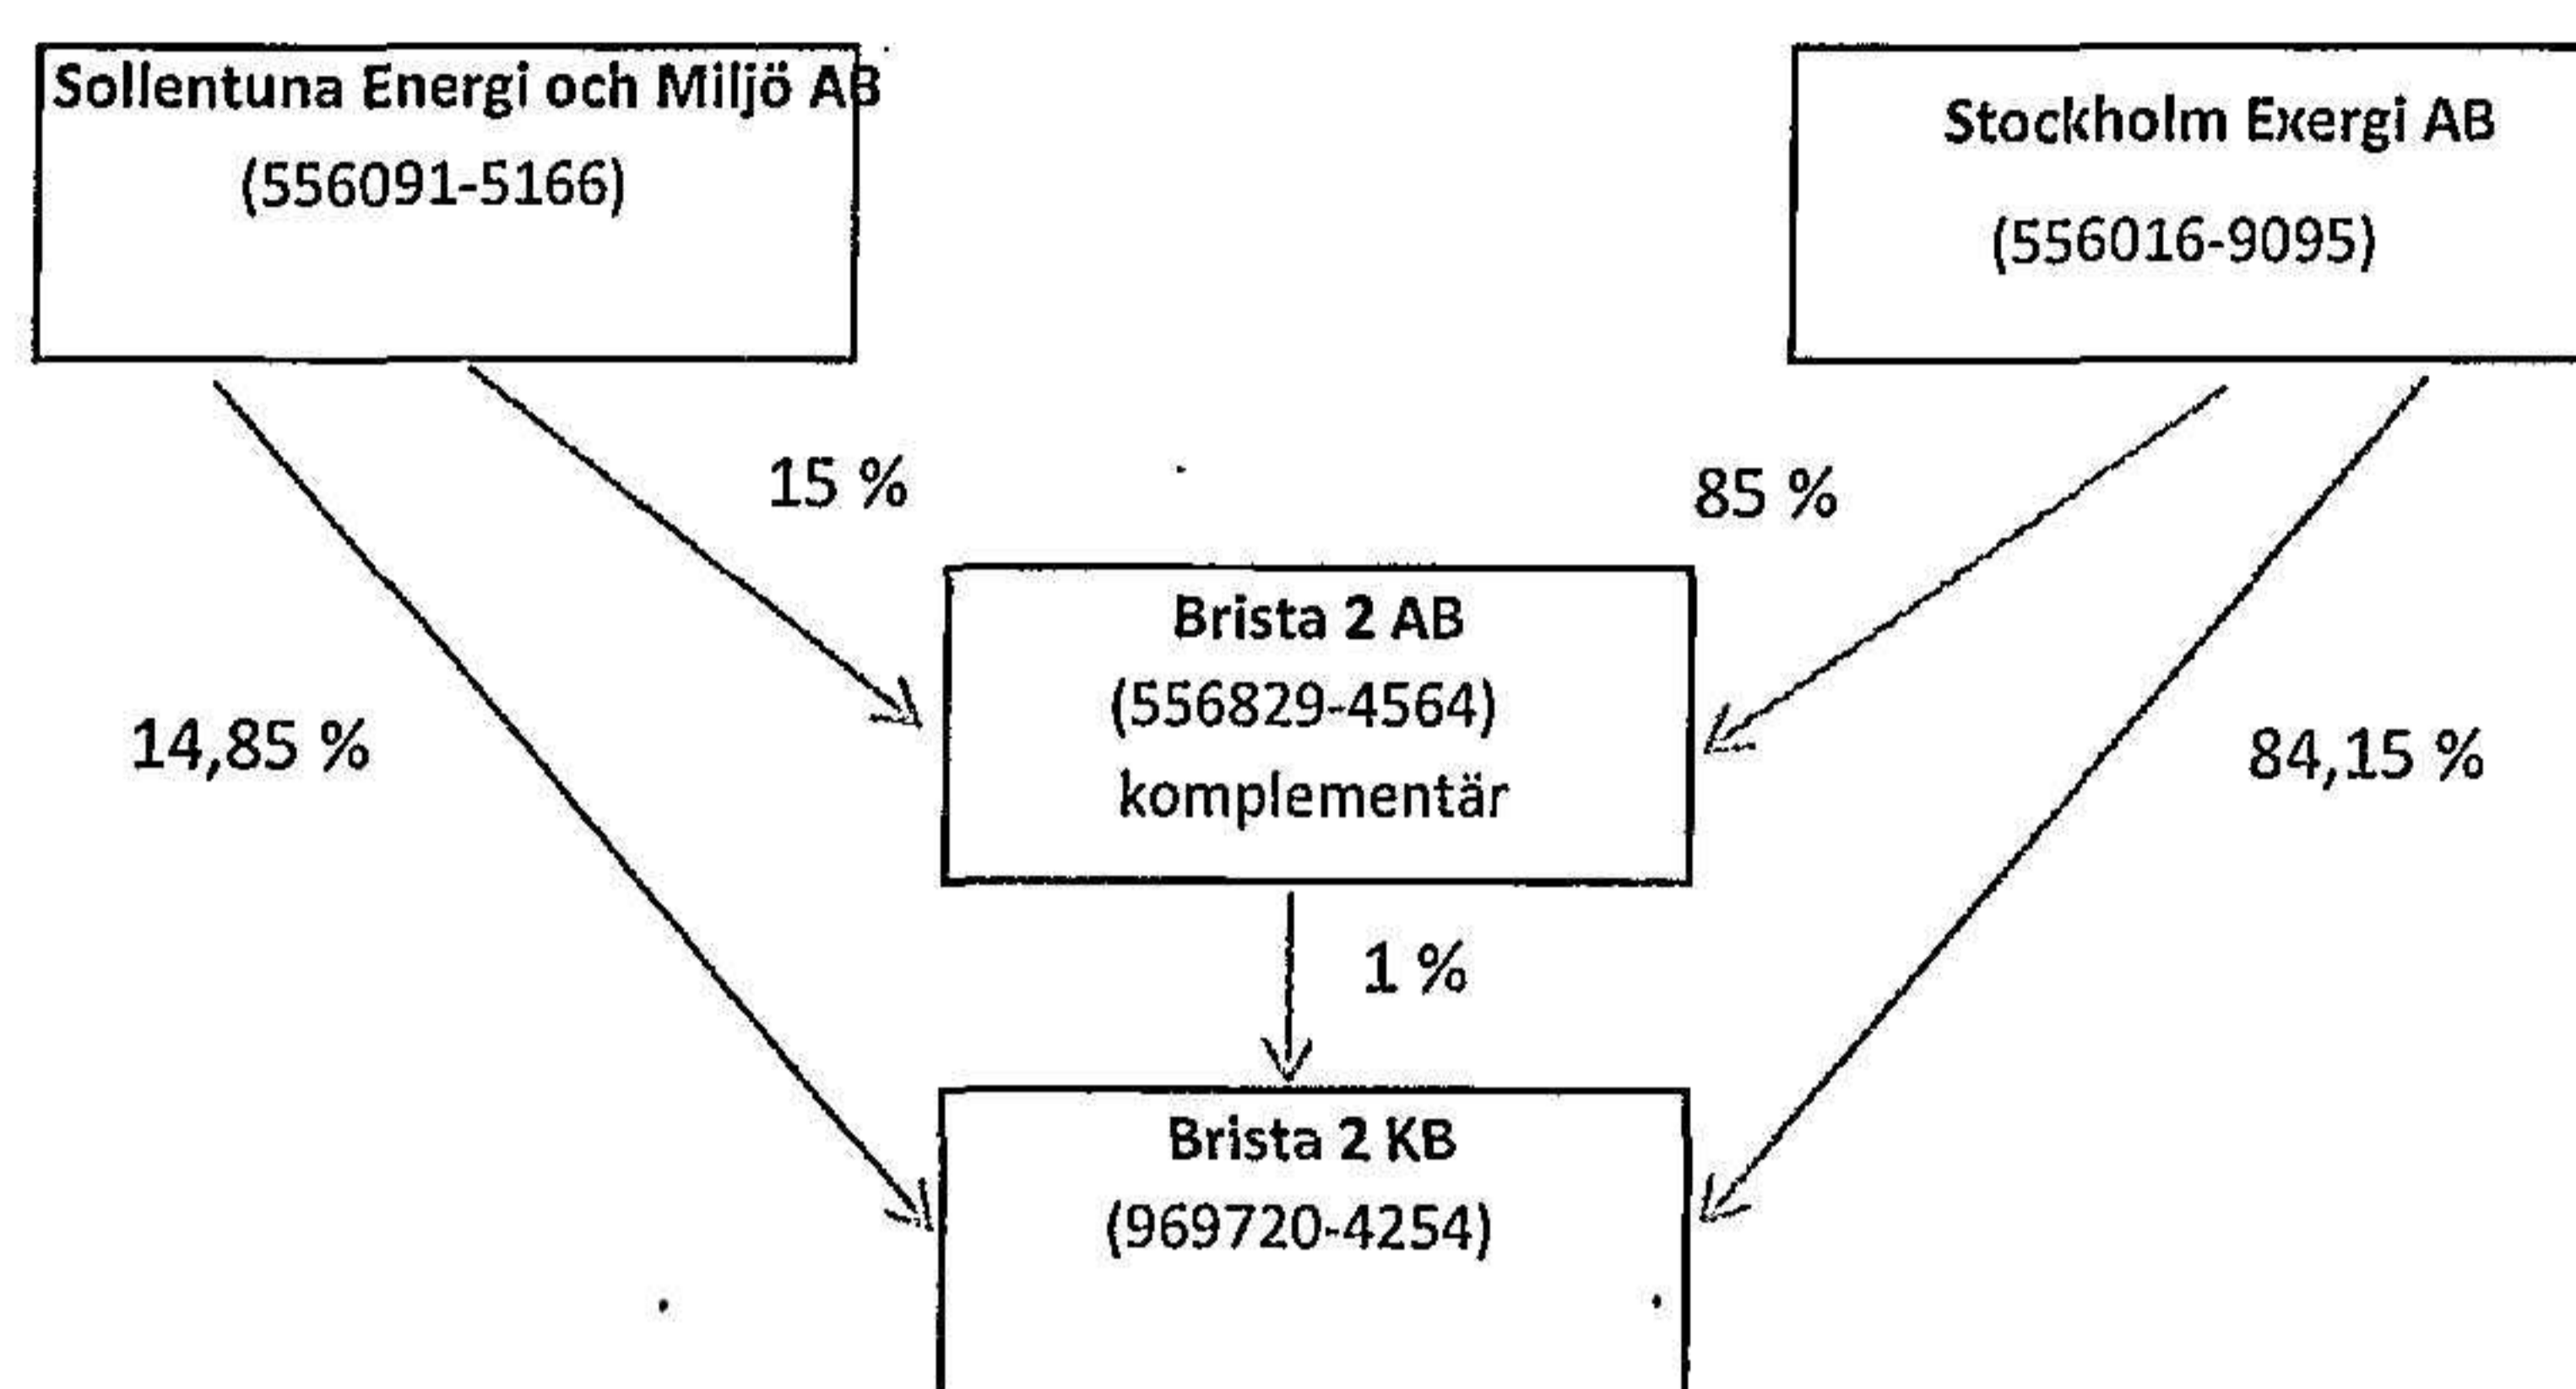 Sollentuna Energi och Miljö AB
(556091-5166)
Stockholm Exergi AB
(556016-9095)
15 %
85 %
Brista 2 AB
(556829-4564)
komplementär
14,85 %
84,15 %
1 %
Brista 2 KB
(969720-4254)